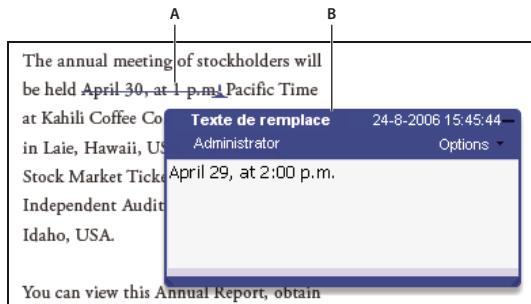 A B
The annual meeting of stockholders will
be held April 30, at 1 p.m. Pacific Time
at Kahili Coffee Co
in Laie, Hawaii, US
Stock Market Ticke
Independent Audit
Idaho, USA.
Texte de remplace 24-8-2006 15:45:44
Administrator Options
April 29, at 2:00 p.m.
You can view this Annual Report, obtain